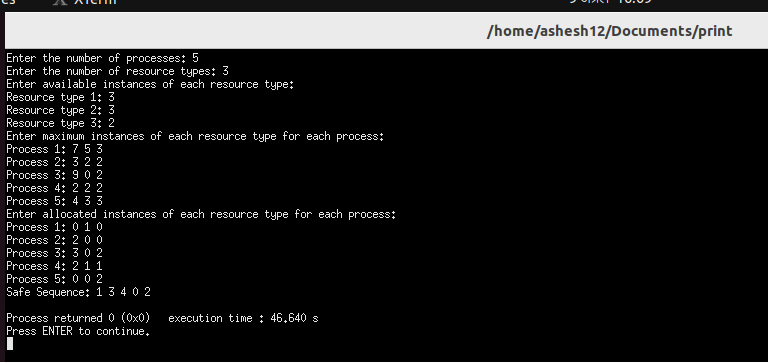 XTerm
/home/ashesh12/Documents/print
Enter the number of processes: 5
Enter the number of resource types: 3
Enter available instances of each resource type:
Resource type 1: 3
Resource type 2: 3
Resource type 3: 2
Enter maximum instances of each resource type for each process:
Process 1: 7 5 3
Process 2: 3 2 2
Process 3: 9 0 2
Process 4: 2 2 2
Process 5: 4 3 3
Enter allocated instances of each resource type for each process:
Process 1: 0 1 0
Process 2: 2 0 0
Process 3: 3 0 2
Process 4: 2 1 1
Process 5: 0 0 2
Safe Sequence: 1 3 4 0 2
Process returned 0 (0x0)   execution time : 46.640 s
Press ENTER to continue.